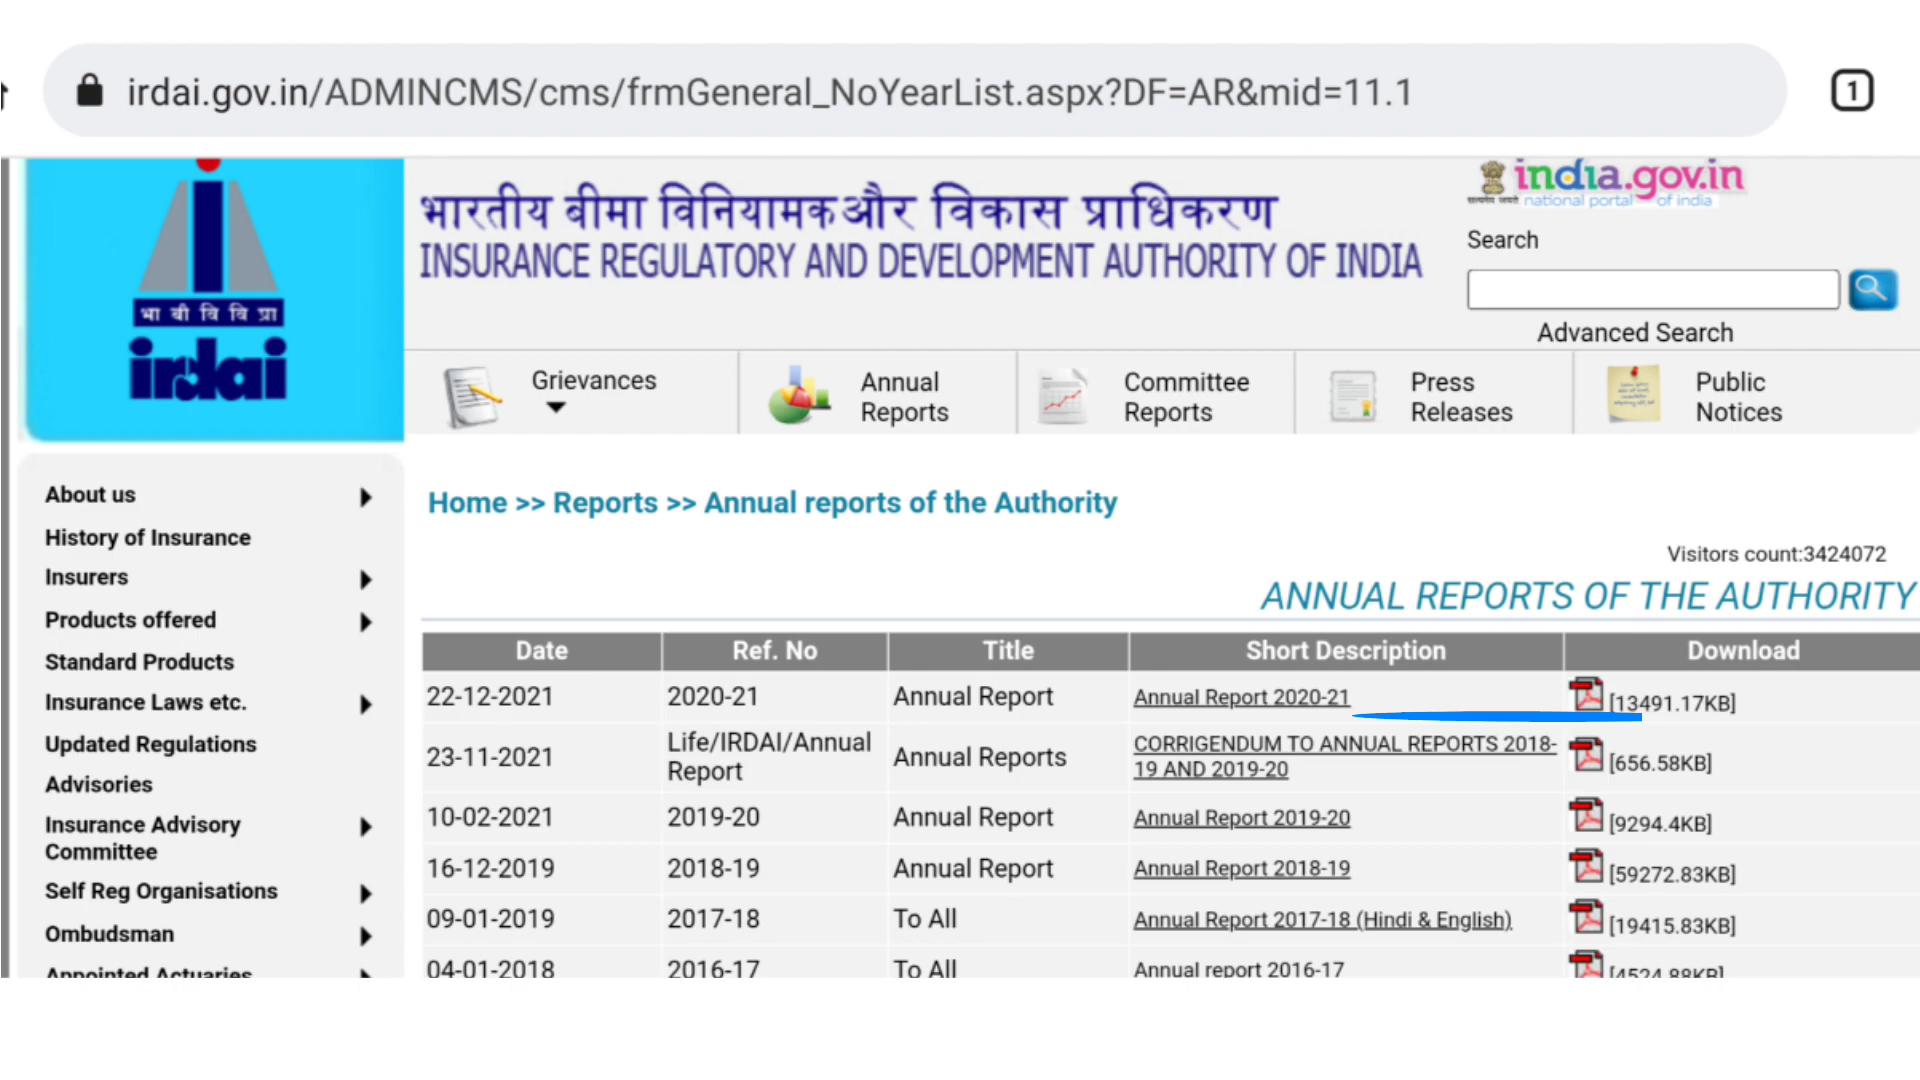 irdai.gov.in/ADMINCMS/cms/frmGeneral_NoYearList.aspx?DF=AR&mid=11.1
1
भा बी वि वि प्रा
irdai
भारतीय बीमा विनियामक और विकास प्राधिकरण
INSURANCE REGULATORY AND DEVELOPMENT AUTHORITY OF INDIA
सत्यमेव जयते
india.gov.in
national portal of india
Search
Advanced Search
Grievances
Annual
Reports
Committee
Reports
Press
Releases
Public
Notices
About us
History of Insurance
Insurers
Products offered
Standard Products
Insurance Laws etc.
Updated Regulations
Advisories
Insurance Advisory
Committee
Self Reg Organisations
Ombudsman
Appointed Actuaries
Home >> Reports >> Annual reports of the Authority
Visitors count:3424072
ANNUAL REPORTS OF THE AUTHORITY
Date Ref. No Title Short Description Download
22-12-2021 2020-21 Annual Report Annual Report 2020-21 [13491.17KB]
23-11-2021 Life/IRDAI/Annual Report Annual Reports CORRIGENDUM TO ANNUAL REPORTS 2018-19 AND 2019-20 [656.58KB]
10-02-2021 2019-20 Annual Report Annual Report 2019-20 [9294.4KB]
16-12-2019 2018-19 Annual Report Annual Report 2018-19 [59272.83KB]
09-01-2019 2017-18 To All Annual Report 2017-18 (Hindi & English) [19415.83KB]
04-01-2018 2016-17 To All Annual report 2016-17 [4524.88KB]